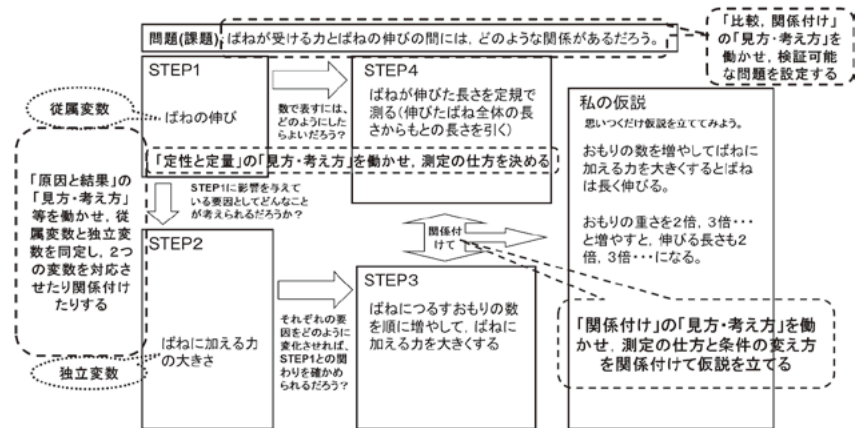 問題(課題)
ばねが受ける力とばねの伸びの間には，どのような関係があるだろう。
「比較，関係付け」
の「見方・考え方」を
働かせ，検証可能
な問題を設定する
STEP1
ばねの伸び
従属変数
数で表すには、
どのようにした
らよいだろう？
STEP4
ばねが伸びた長さを定規で
測る（伸びたばね全体の長
さからもとの長さを引く）
「定性と定量」の「見方・考え方」を働かせ，測定の仕方を決める
「原因と結果」の
「見方・考え方」
等を働かせ，従
属変数と独立変
数を同定し，２つ
の変数を対応さ
せたり関係付け
たりする
STEP1に影響を与えて
いる要因としてどんなこと
が考えられるだろうか？
STEP2
ばねに加える力
の大きさ
独立変数
それぞれの要
因をどのように
変化させれば、
STEP1との関
わりを確かめ
られるだろう？
関係付
けて
STEP3
ばねにつるすおもりの数
を順に増やして，ばねに
加える力を大きくする
私の仮説
思いつくだけ仮説を立ててみよう。
おもりの数を増やしてばねに
加える力を大きくするとばね
は長く伸びる。
おもりの重さを２倍，３倍・・・
と増やすと，伸びる長さも２
倍，３倍・・・になる。
「関係付け」の「見方・考え方」を働
かせ，測定の仕方と条件の変え方
を関係付けて仮説を立てる